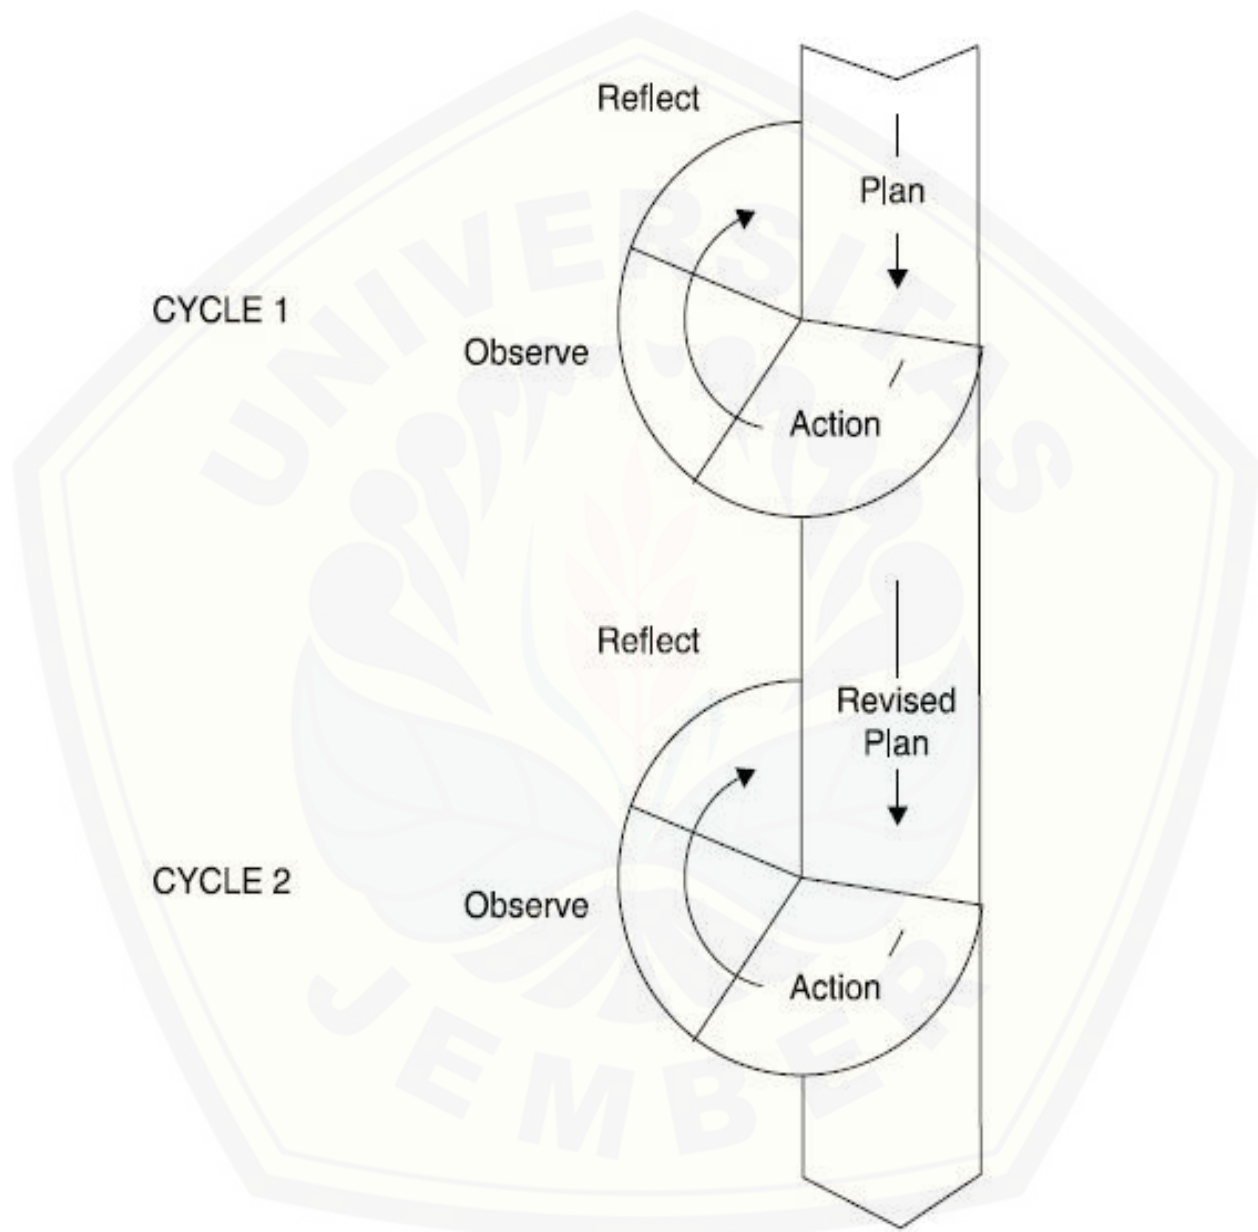 Reflect
Plan
CYCLE 1
Observe
Action
Reflect
Revised
Plan
CYCLE 2
Observe
Action
UNIVERSITAS
JEMBER